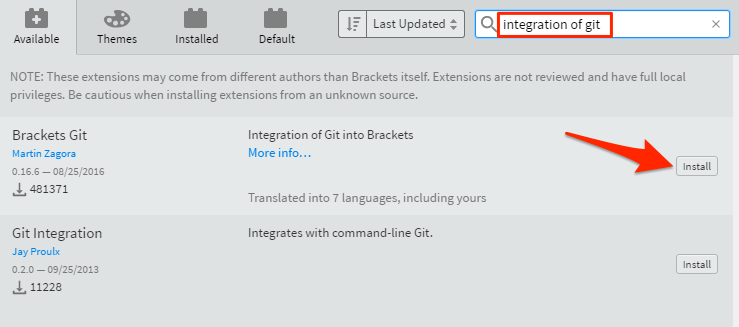 Available
Themes
Installed
Default
Last Updated
integration of git
×
NOTE: These extensions may come from different authors than Brackets itself. Extensions are not reviewed and have full local
privileges. Be cautious when installing extensions from an unknown source.
Brackets Git
Integration of Git into Brackets
Martin Zagora
More info…
0.16.6 — 08/25/2016
Install
481371
Translated into 7 languages, including yours
Git Integration
Integrates with command-line Git.
Jay Proulx
0.2.0 — 09/25/2013
Install
11228